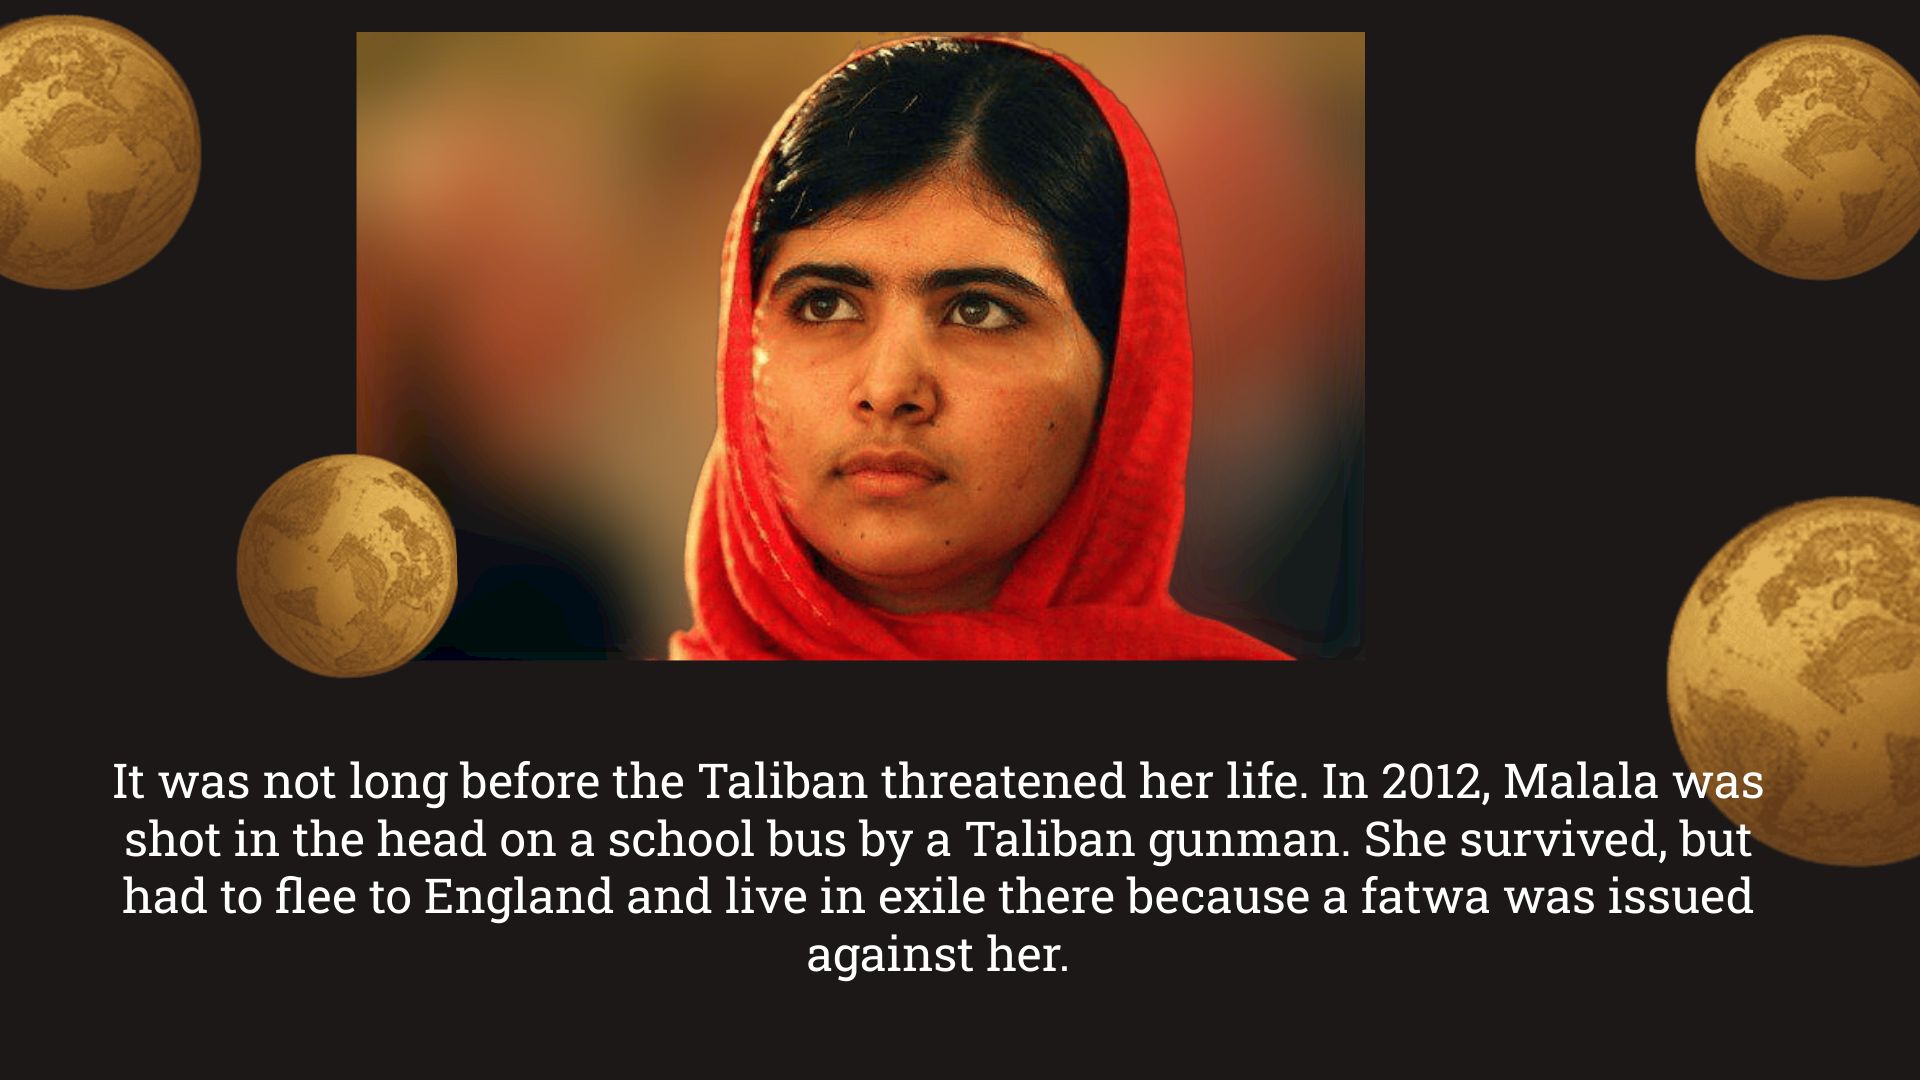 It was not long before the Taliban threatened her life. In 2012, Malala was
shot in the head on a school bus by a Taliban gunman. She survived, but
had to flee to England and live in exile there because a fatwa was issued
against her.